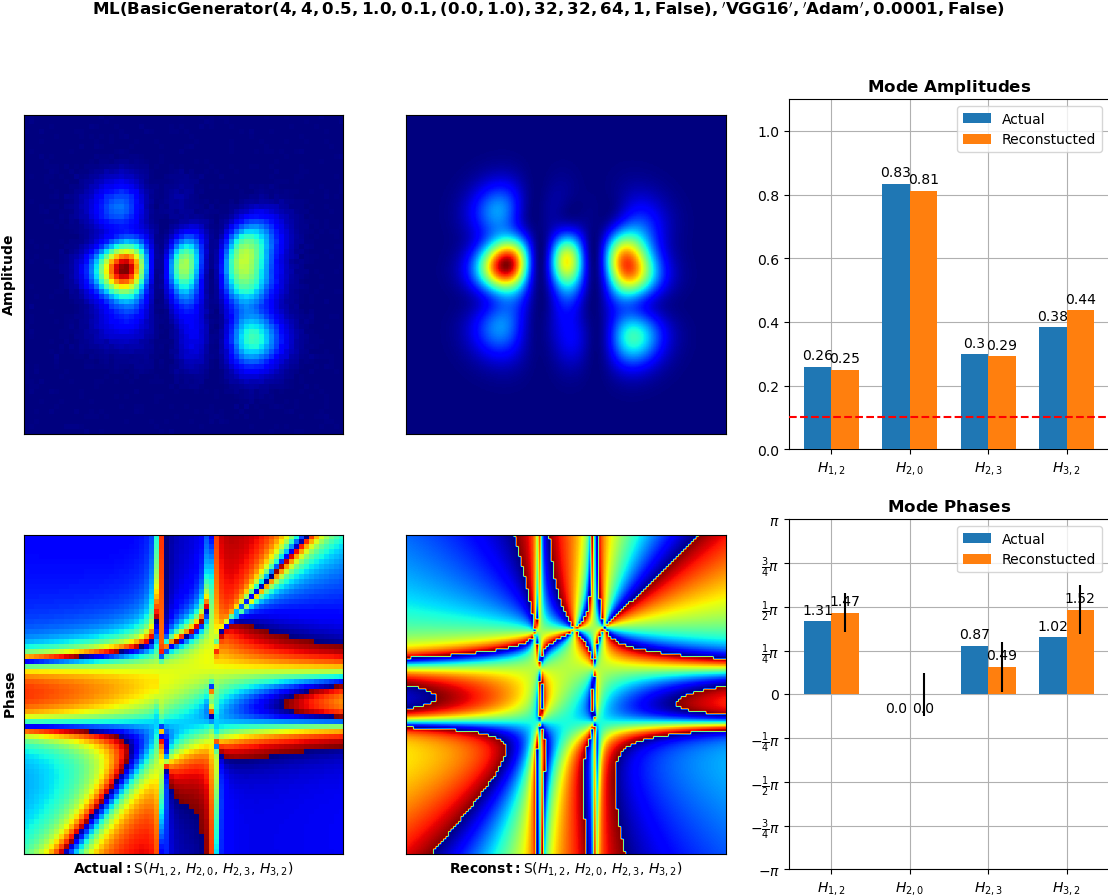 ML(BasicGenerator(4, 4, 0.5, 1.0, 0.1, (0.0, 1.0), 32, 32, 64, 1, False), ′VGG16′, ′Adam′, 0.0001, False)
Amplitude
Mode Amplitudes
Actual
Reconstucted
1.0
0.8
0.6
0.4
0.2
0.0
0.26
0.25
0.83
0.81
0.3
0.29
0.38
0.44
H₁,₂
H₂,₀
H₂,₃
H₃,₂
Phase
Actual: S(H₁,₂, H₂,₀, H₂,₃, H₃,₂)
Reconst: S(H₁,₂, H₂,₀, H₂,₃, H₃,₂)
Mode Phases
Actual
Reconstucted
π
3/4π
1/2π
1/4π
0
−1/4π
−1/2π
−3/4π
−π
1.31
1.47
0.0
0.0
0.87
0.49
1.02
1.52
H₁,₂
H₂,₀
H₂,₃
H₃,₂